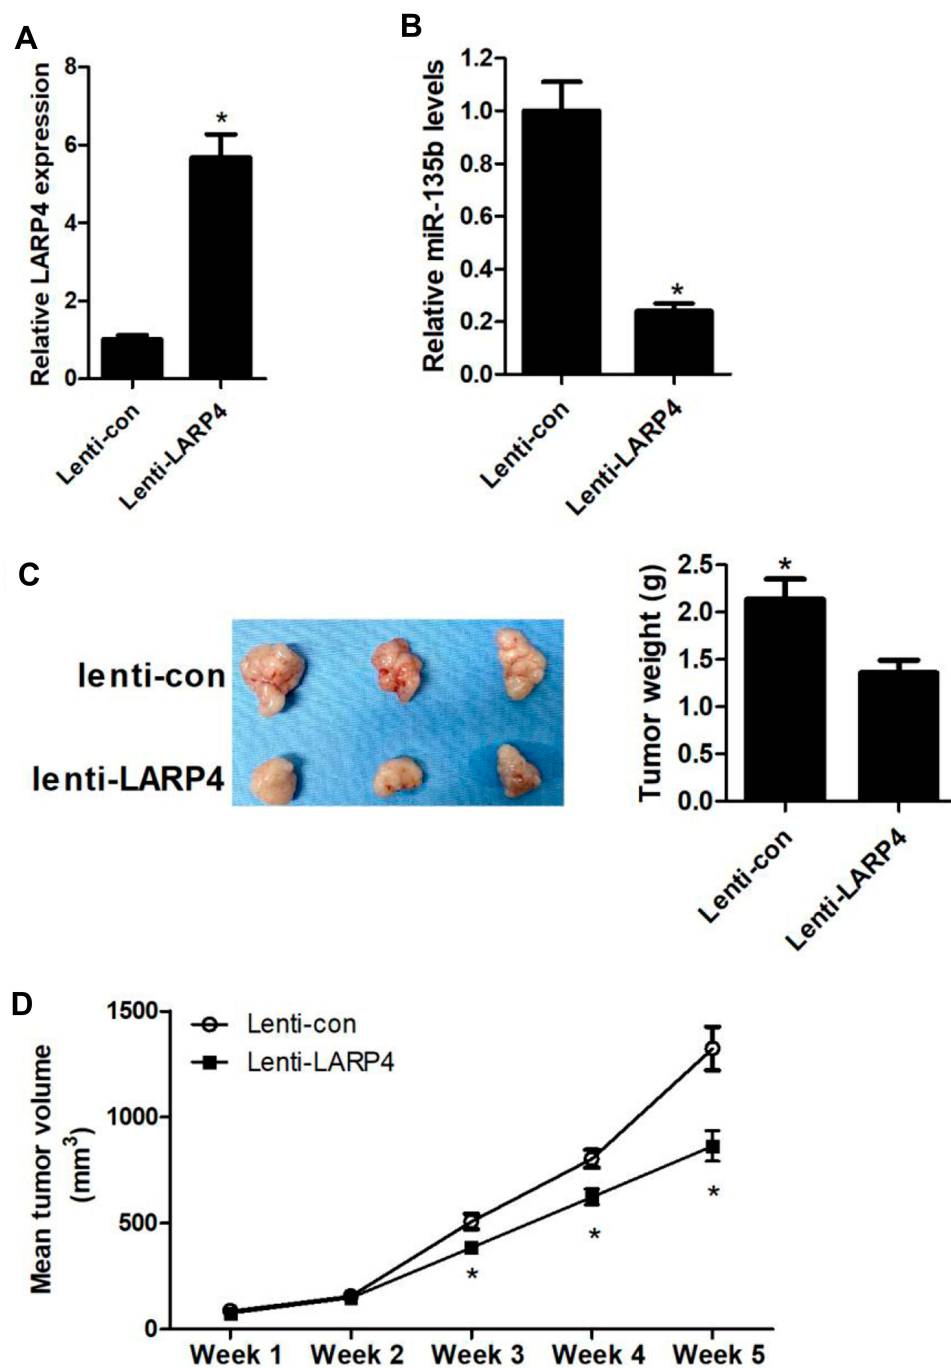 A
Relative LARP4 expression
8
6
4
2
0
*
Lenti-con
Lenti-LARP4
B
Relative miR-135b levels
1.2
1.0
0.8
0.6
0.4
0.2
0.0
*
Lenti-con
Lenti-LARP4
C
lenti-con
lenti-LARP4
Tumor weight (g)
2.5
2.0
1.5
1.0
0.5
0.0
*
Lenti-con
Lenti-LARP4
D
Mean tumor volume
(mm³)
1500
1000
500
0
Lenti-con
Lenti-LARP4
*
*
*
Week 1
Week 2
Week 3
Week 4
Week 5